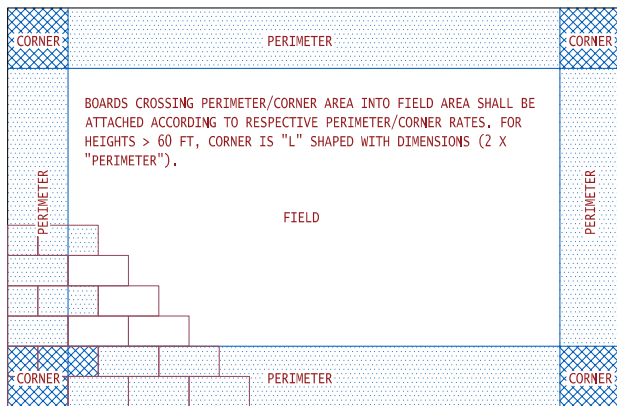 CORNER PERIMETER CORNER
BOARDS CROSSING PERIMETER/CORNER AREA INTO FIELD AREA SHALL BE
ATTACHED ACCORDING TO RESPECTIVE PERIMETER/CORNER RATES. FOR
HEIGHTS > 60 FT, CORNER IS "L" SHAPED WITH DIMENSIONS (2 X
"PERIMETER").
PERIMETER
FIELD
PERIMETER
CORNER PERIMETER CORNER